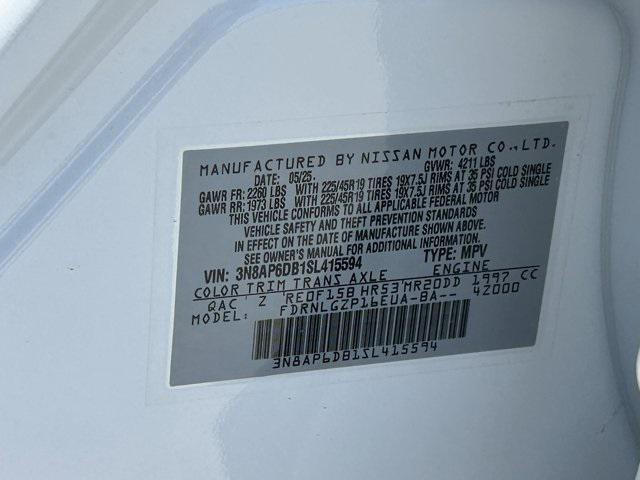 MANUFACTURED BY NISSAN MOTOR CO., LTD.
DATE: 05/25. GVWR: 4211 LBS
GAWR FR: 2260 LBS WITH 225/45R19 TIRES 19X7.5J RIMS AT 35 PSI COLD SINGLE
GAWR RR: 1973 LBS WITH 225/45R19 TIRES 19X7.5J RIMS AT 35 PSI COLD SINGLE
THIS VEHICLE CONFORMS TO ALL APPLICABLE FEDERAL MOTOR
VEHICLE SAFETY AND THEFT PREVENTION STANDARDS
IN EFFECT ON THE DATE OF MANUFACTURE SHOWN ABOVE.
SEE OWNER'S MANUAL FOR ADDITIONAL INFORMATION.
VIN: 3N8AP6DB1SL415594 TYPE: MPV
COLOR TRIM TRANS AXLE ENGINE
QAC Z RE0F15B HR53 MR20DD 1997 CC
MODEL: FDRNLGZP16EUA-BA-- 4Z000
3N8AP6DB1SL415594